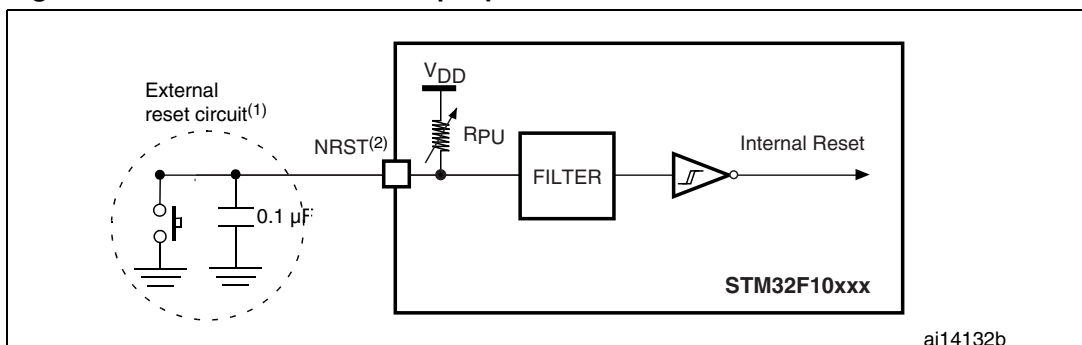 External
reset circuit(1)
VDD
NRST(2)
RPU
Internal Reset
FILTER
0.1 µF
STM32F10xxx
ai14132b